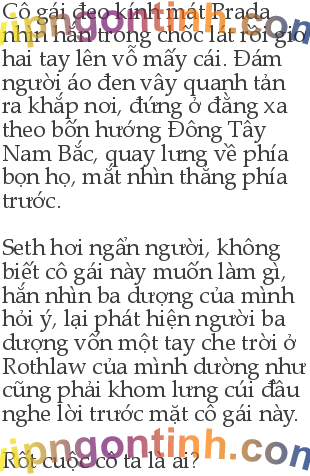 Cô gái đeo kính mát Prada
nhìn hắn trong chốc lát rồi giơ
hai tay lên vỗ mấy cái. Đám
người áo đen vây quanh tản
ra khắp nơi, đứng ở đằng xa
theo bốn hướng Đông Tây
Nam Bắc, quay lưng về phía
bọn họ, mắt nhìn thẳng phía
trước.
Seth hơi ngẩn người, không
biết cô gái này muốn làm gì,
hắn nhìn ba dượng của mình
hỏi ý, lại phát hiện người ba
dượng vốn một tay che trời ở
Rothlaw của mình dường như
cũng phải khom lưng cúi đầu
nghe lời trước mặt cô gái này.
Rốt cuộc cô ta là ai?
vipngontinh.com
vipngontinh.com